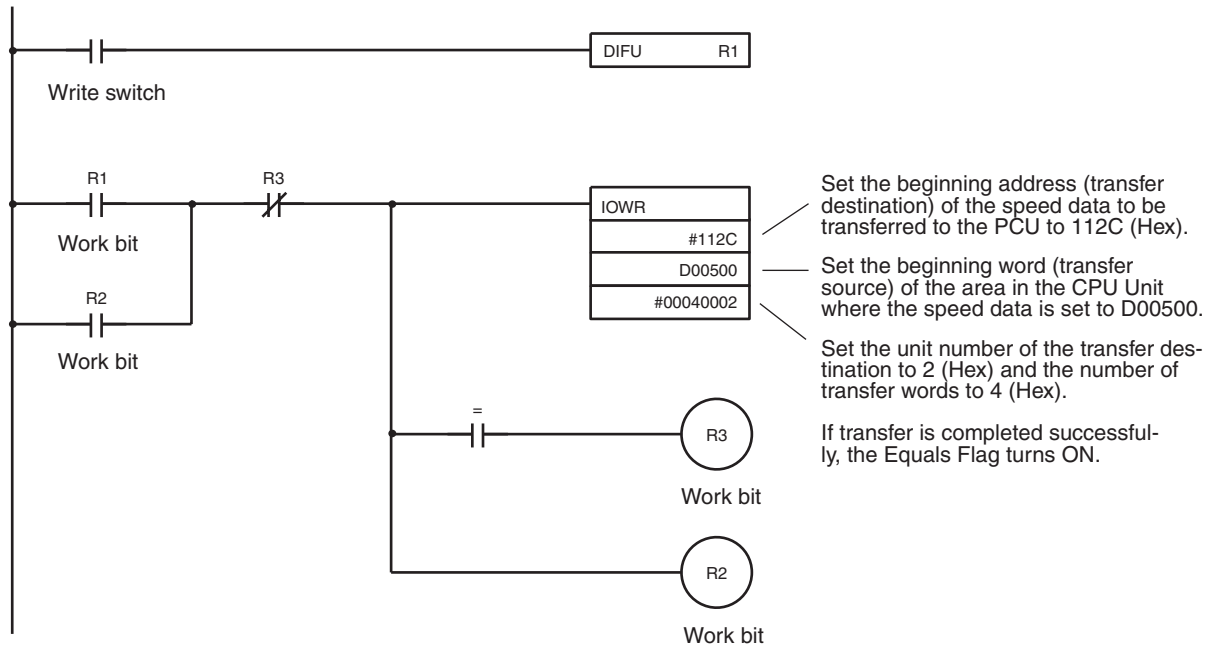 DIFU R1
Write switch
R1
R3
Work bit
R2
Work bit
IOWR
#112C
D00500
#00040002
Set the beginning address (transfer
destination) of the speed data to be
transferred to the PCU to 112C (Hex).
Set the beginning word (transfer
source) of the area in the CPU Unit
where the speed data is set to D00500.
Set the unit number of the transfer des-
tination to 2 (Hex) and the number of
transfer words to 4 (Hex).
If transfer is completed successful-
ly, the Equals Flag turns ON.
=
R3
Work bit
R2
Work bit